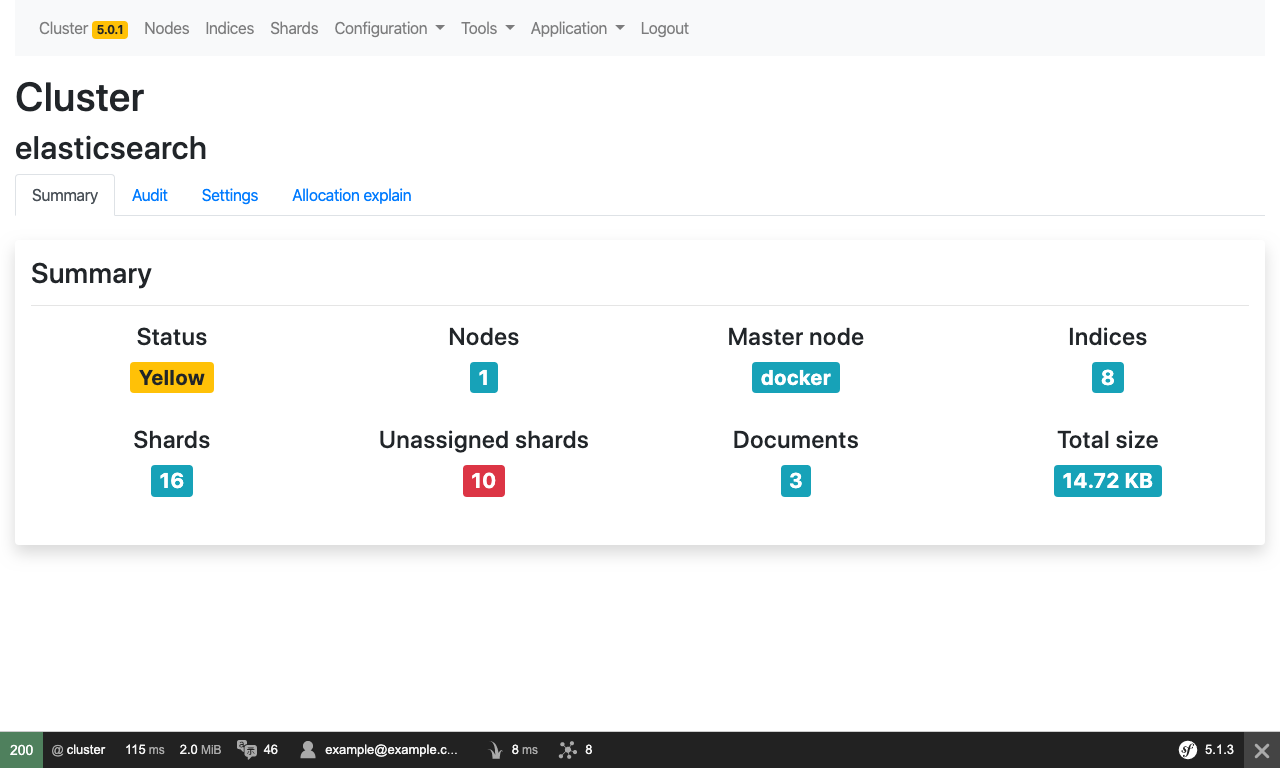 Cluster 5.0.1 Nodes Indices Shards Configuration Tools Application Logout
Cluster
elasticsearch
Summary Audit Settings Allocation explain
Summary
Status Nodes Master node Indices
Yellow 1 docker 8
Shards Unassigned shards Documents Total size
16 10 3 14.72 KB
200 @ cluster 115 ms 2.0 MiB 46 example@example.c... 8 ms 8 sf 5.1.3